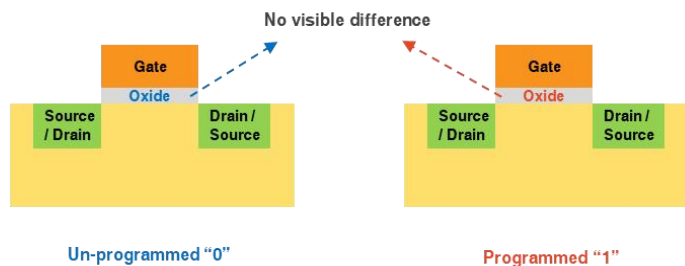 No visible difference
Gate
Oxide
Source
/ Drain
Drain /
Source
Gate
Oxide
Source
/ Drain
Drain /
Source
Un-programmed “0”
Programmed “1”